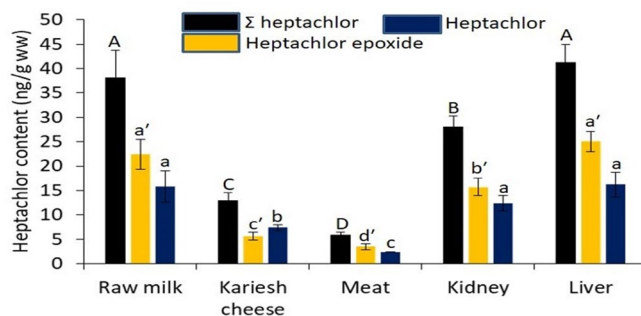 50
45
40
35
30
25
20
15
10
5
0
Heptachlor content (ng/g ww)
Σ heptachlor
Heptachlor
Heptachlor epoxide
A
a′
a
C
c′
b
D
d′
c
B
b′
a
A
a′
a
Raw milk
Kariesh
cheese
Meat
Kidney
Liver